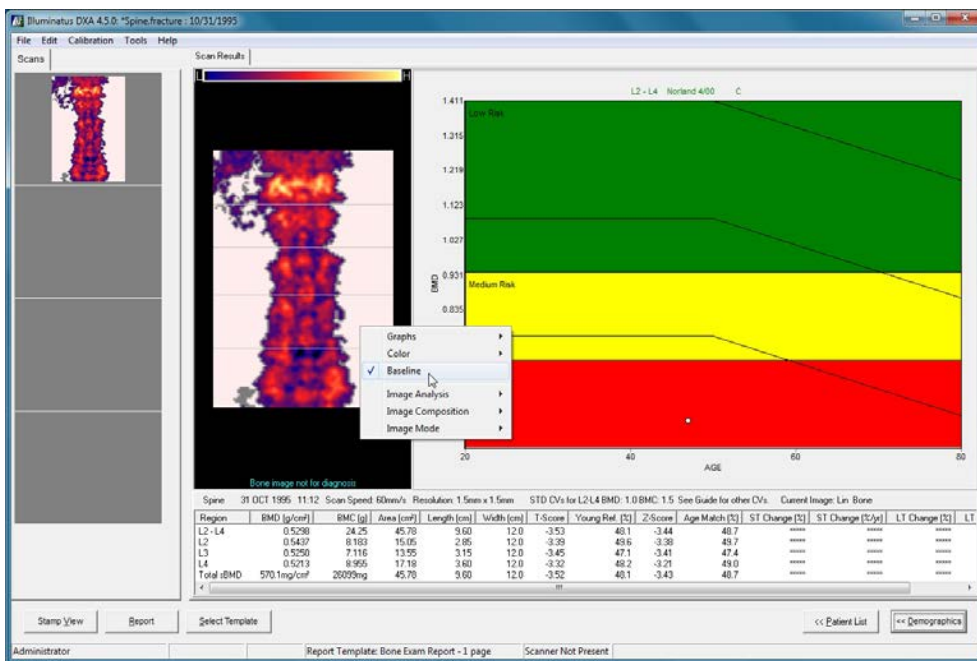 Illuminatus DXA 4.5.0: *Spine.fracture : 10/31/1995
File Edit Calibration Tools Help
Scans
Scan Results
L H
L2 - L4 Norland 4/00 C
1.411
Low Risk
1.315
1.219
1.123
1.027
0.931
BMD
Medium Risk
0.835
Graphs
Color
Baseline
Image Analysis
Image Composition
Image Mode
20 40 60 80
AGE
Bone image not for diagnosis
Spine 31 OCT 1995 11:12 Scan Speed: 60mm/s Resolution: 1.5mm x 1.5mm STD CVs for L2-L4 BMD: 1.0 BMC: 1.5 See Guide for other CVs. Current Image: Lin Bone
Region BMD [g/cm²] BMC [g] Area [cm²] Length [cm] Width [cm] T-Score Young Ref. [%] Z-Score Age Match [%] ST Change [%] ST Change [%/yr] LT Change [%] LT
L2 - L4 0.5298 24.25 45.78 9.60 12.0 -3.53 48.1 -3.44 48.7 ***** ***** *****
L2 0.5437 8.183 15.05 2.85 12.0 -3.39 49.6 -3.38 49.7 ***** ***** *****
L3 0.5250 7.116 13.55 3.15 12.0 -3.45 47.1 -3.41 47.4 ***** ***** *****
L4 0.5213 8.955 17.18 3.60 12.0 -3.32 48.2 -3.21 49.0 ***** ***** *****
Total sBMD 570.1mg/cm² 26099mg 45.78 9.60 12.0 -3.52 48.1 -3.43 48.7 ***** ***** *****
Stamp View Report Select Template << Patient List << Demographics
Administrator Report Template: Bone Exam Report - 1 page Scanner Not Present